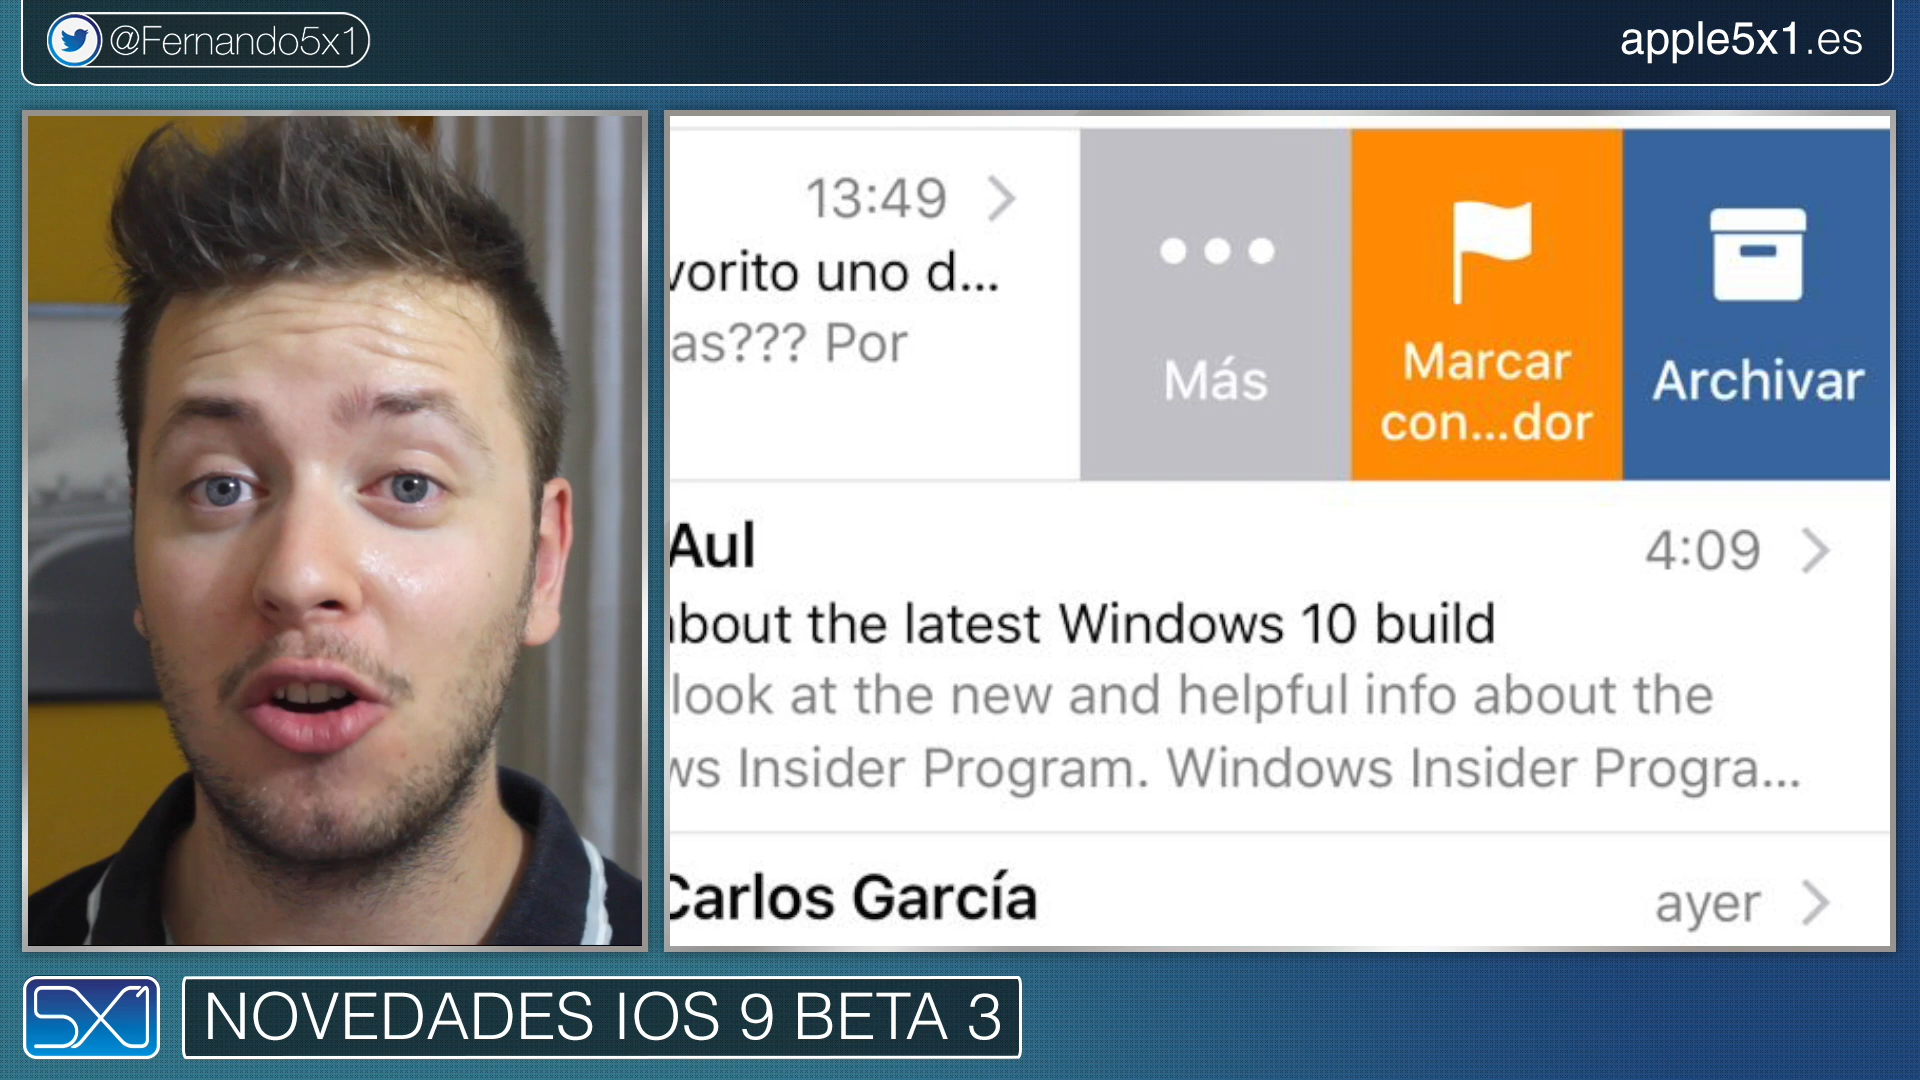 @Fernando5x1
apple5x1.es
13:49
vorito uno d...
as??? Por
Más
Marcar
con...dor
Archivar
Aul
4:09
about the latest Windows 10 build
look at the new and helpful info about the
ws Insider Program. Windows Insider Progra...
Carlos García
ayer
5X1
NOVEDADES IOS 9 BETA 3